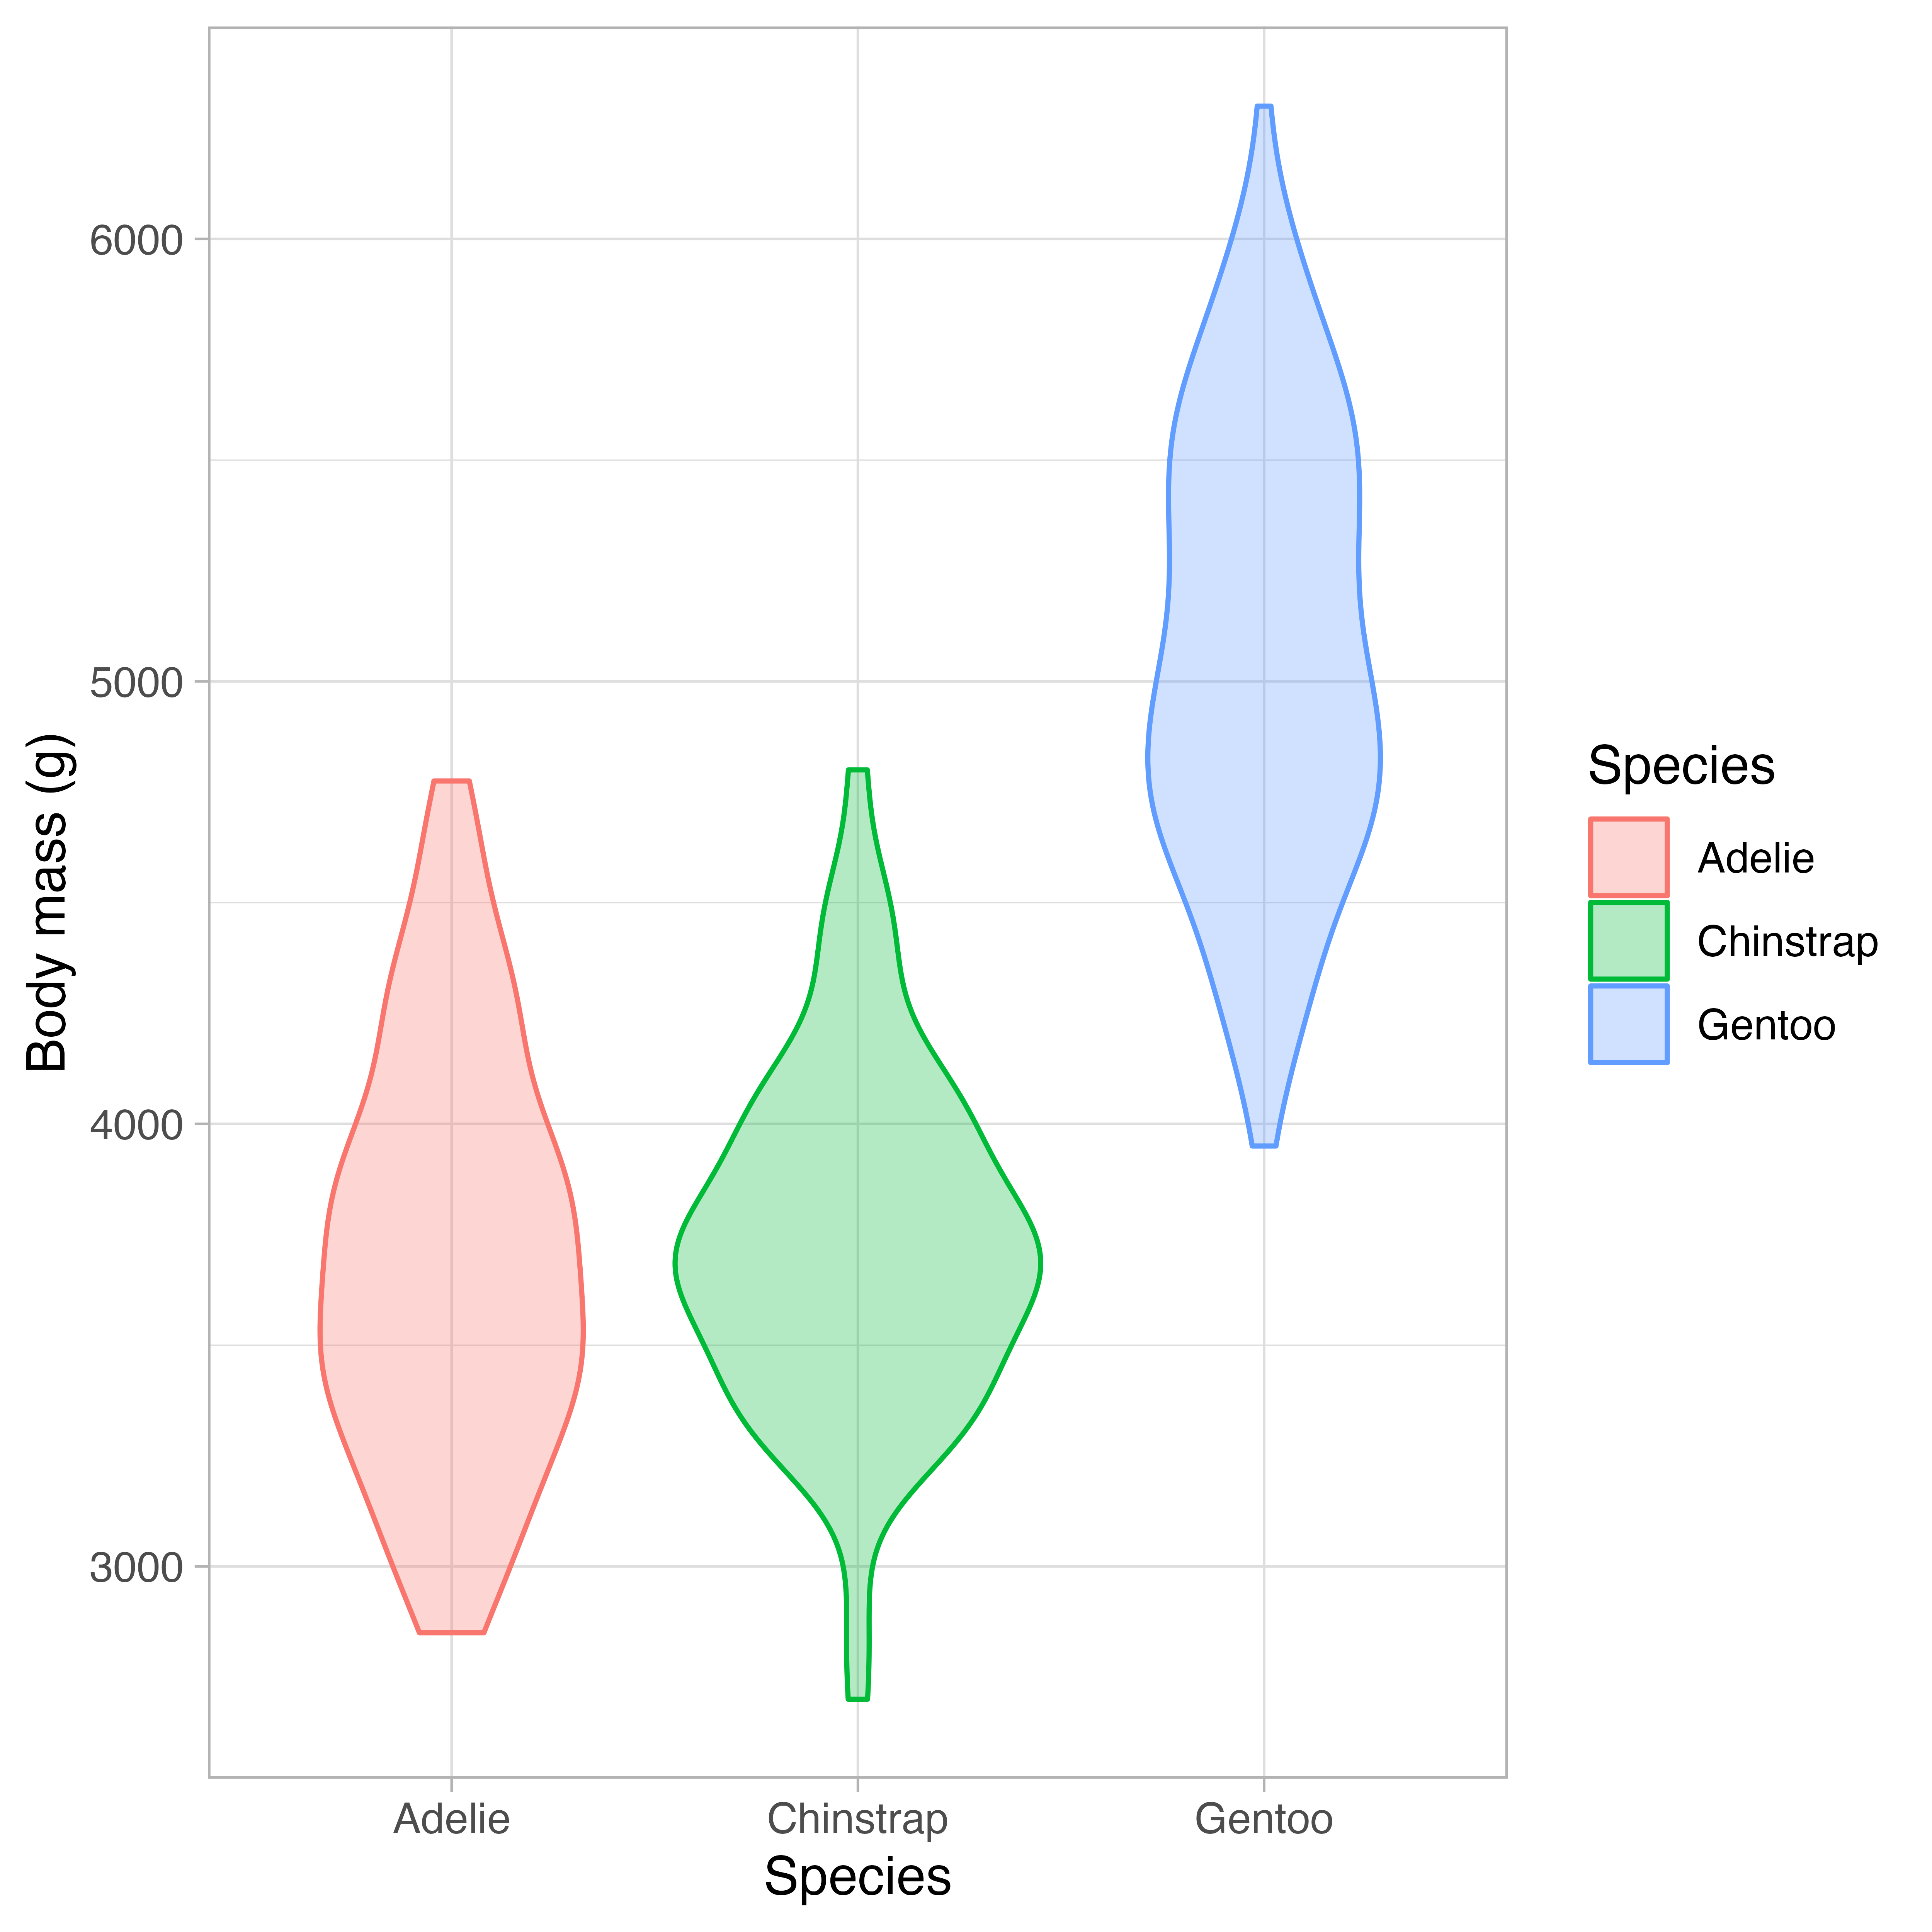 Body mass (g)
6000
5000
4000
3000
Adelie
Chinstrap
Gentoo
Species
Species
Adelie
Chinstrap
Gentoo